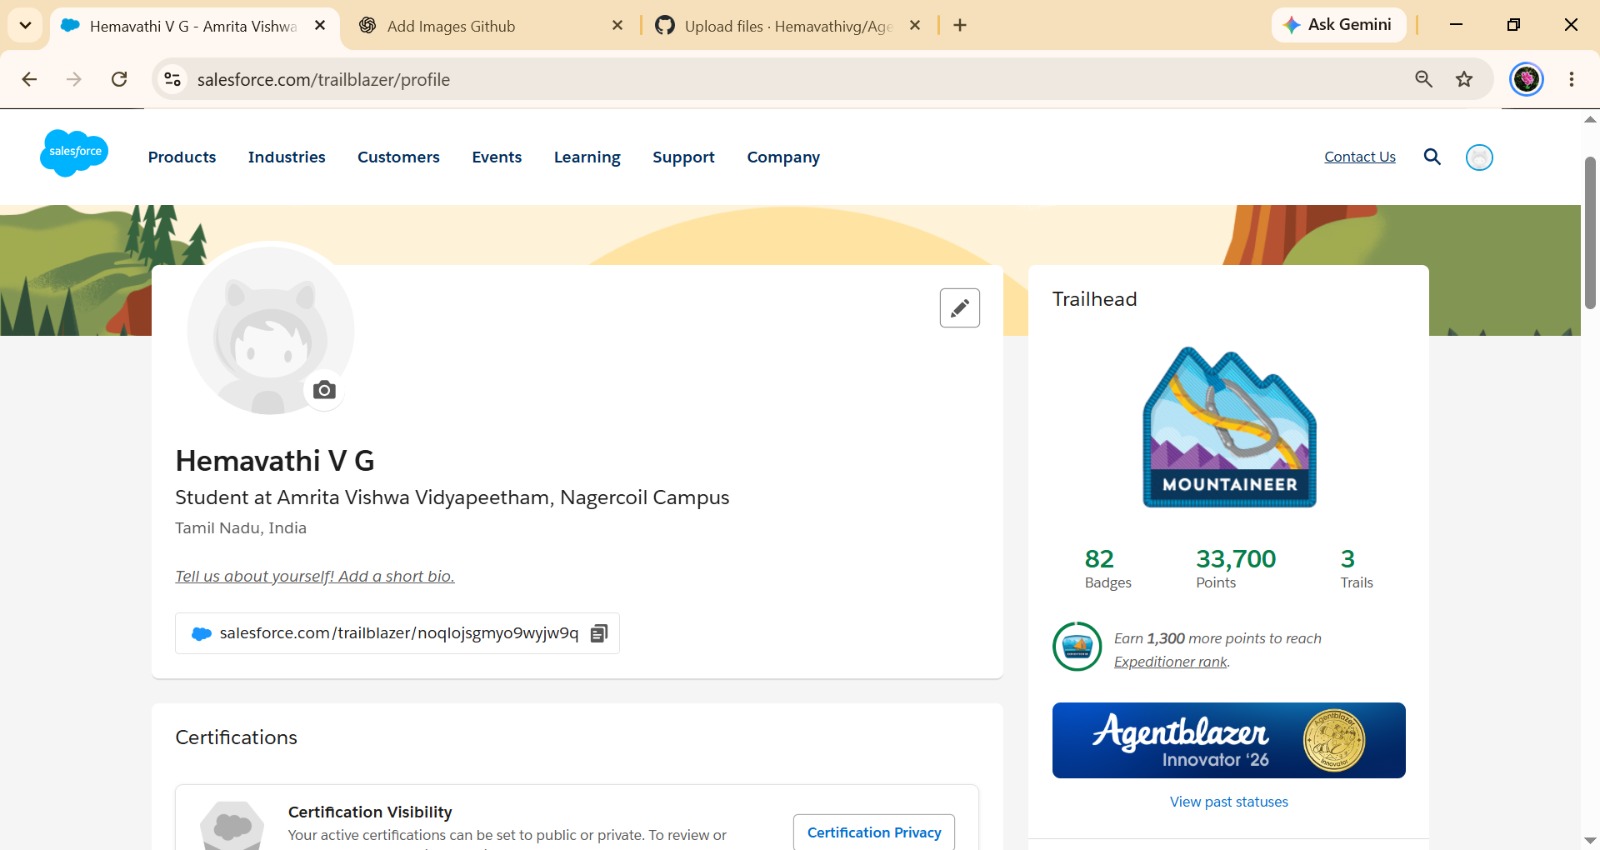 Hemavathi V G - Amrita Vishwa
Add Images Github
Upload files · Hemavathivg/Age
Ask Gemini
salesforce.com/trailblazer/profile
salesforce
Products
Industries
Customers
Events
Learning
Support
Company
Contact Us
Hemavathi V G
Student at Amrita Vishwa Vidyapeetham, Nagercoil Campus
Tamil Nadu, India
Tell us about yourself! Add a short bio.
salesforce.com/trailblazer/noqlojsgmyo9wyjw9q
Certifications
Certification Visibility
Your active certifications can be set to public or private. To review or
Certification Privacy
Trailhead
MOUNTAINEER
82
Badges
33,700
Points
3
Trails
Earn 1,300 more points to reach
Expeditioner rank.
Agentblazer
Innovator '26
Agentblazer
Innovator
View past statuses